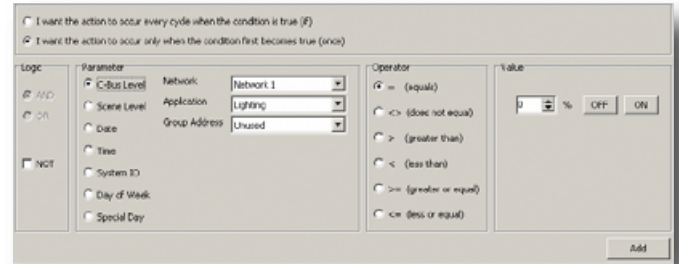 I want the action to occur every cycle when the condition is true (if)
I want the action to occur only when the condition first becomes true (once)
Logic
AND
OR
NOT
Parameter
C-Bus Level
Scene Level
Date
Time
System IO
Day of Week
Special Day
Network Network 1
Application Lighting
Group Address Unused
Operator
= (equals)
<> (does not equal)
> (greater than)
< (less than)
>= (greater or equal)
<= (less or equal)
Value
0 % OFF ON
Add